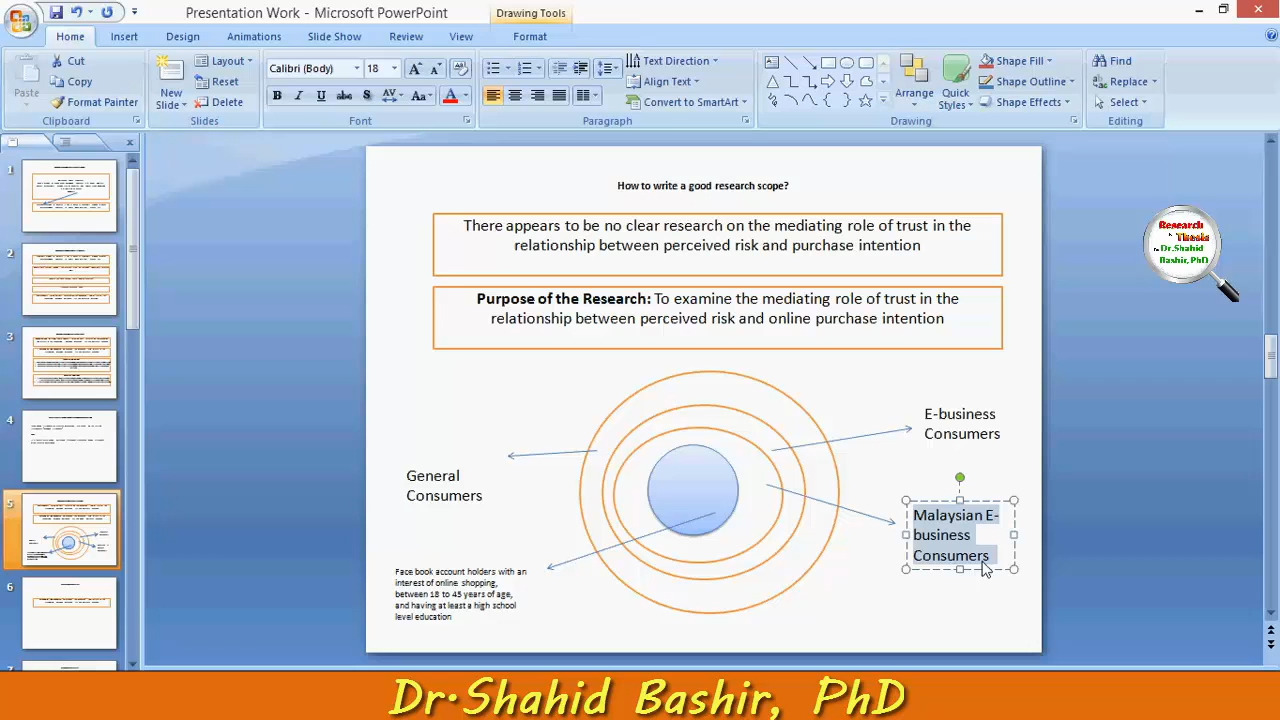 Presentation Work - Microsoft PowerPoint
Drawing Tools
Home
Insert
Design
Animations
Slide Show
Review
View
Format
Paste
Cut
Copy
Format Painter
Clipboard
New Slide
Layout
Reset
Delete
Slides
Calibri (Body)
18
Font
Text Direction
Align Text
Convert to SmartArt
Paragraph
Arrange
Quick Styles
Shape Fill
Shape Outline
Shape Effects
Drawing
Find
Replace
Select
Editing
1
2
3
4
5
6
How to write a good research scope?
There appears to be no clear research on the mediating role of trust in the
relationship between perceived risk and purchase intention
Purpose of the Research: To examine the mediating role of trust in the
relationship between perceived risk and online purchase intention
E-business
Consumers
General
Consumers
Malaysian E-
business
Consumers
Face book account holders with an
interest of online shopping,
between 18 to 45 years of age,
and having at least a high school
level education
Research
Thesis
Dr.Shahid
Bashir, PhD
Dr.Shahid Bashir, PhD